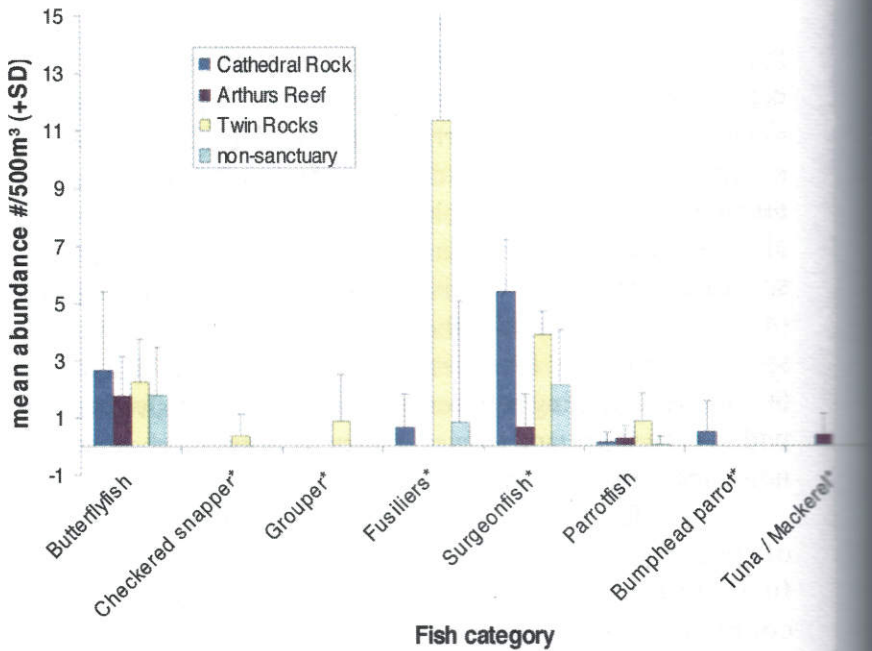 mean abundance #/500m³ (+SD)
15
13
11
9
7
5
3
1
-1
Cathedral Rock
Arthurs Reef
Twin Rocks
non-sanctuary
Butterflyfish
Checkered snapper*
Grouper*
Fusiliers*
Surgeonfish*
Parrotfish
Bumphead parrot*
Tuna / Mackerel*
Fish category